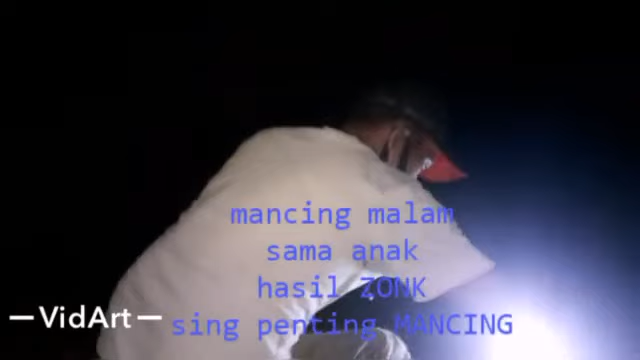 mancing malam
sama anak
hasil ZONK
sing penting MANCING
VidArt